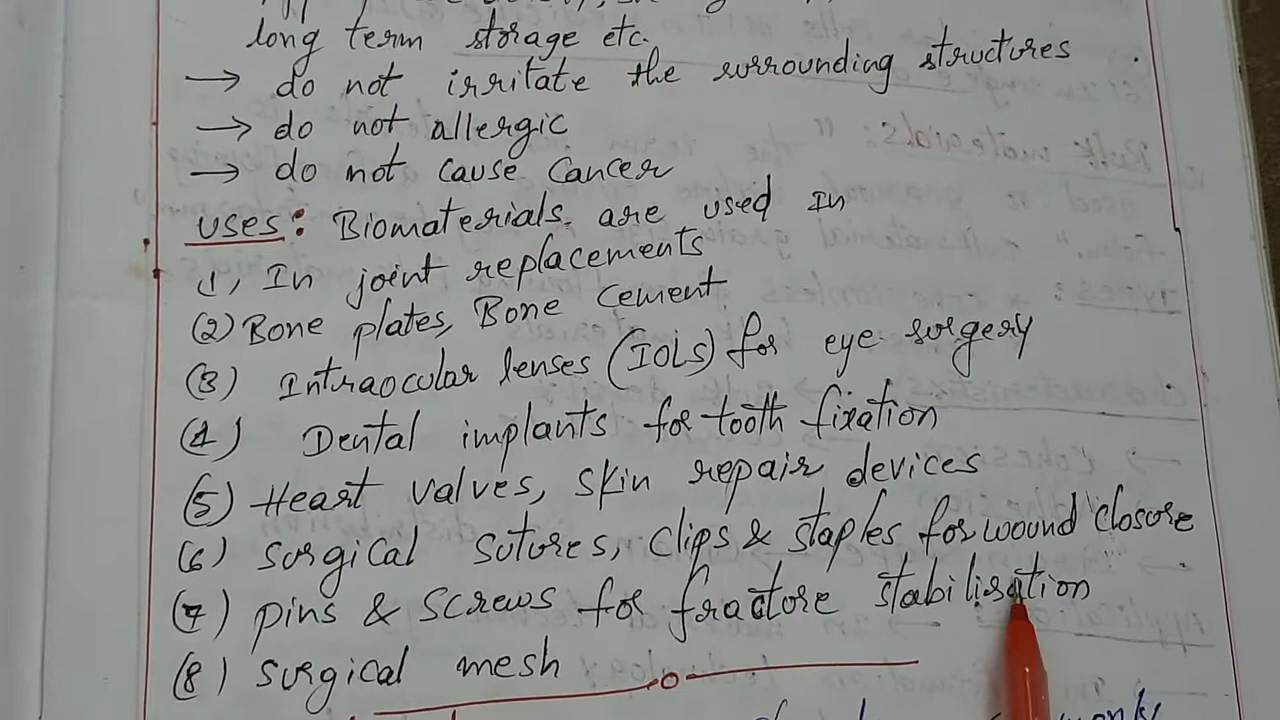 long term storage etc.
→ do not irritate the surrounding structures.
→ do not allergic
→ do not cause Cancer
Uses: Biomaterials are used In
(1) In joint replacements
(2) Bone plates, Bone cement
(3) Intraocular lenses (IOLS) for eye surgery
(4) Dental implants for tooth fixation
(5) Heart valves, skin repair devices
(6) surgical sutures, clips & staples for wound closure
(7) pins & screws for fracture stabilisation
(8) surgical mesh